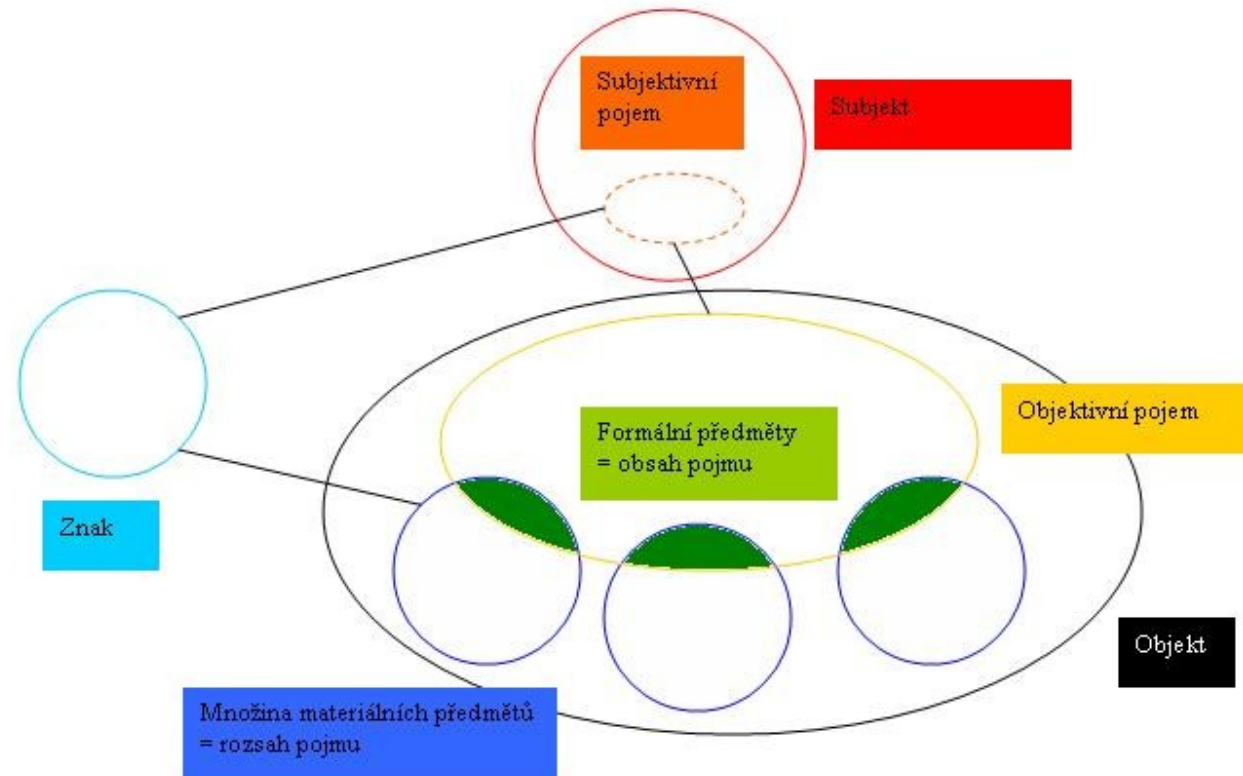 Subjektivní
pojem
Subjekt
Objektivní pojem
Formální předměty
= obsah pojmu
Znak
Objekt
Množina materiálních předmětů
= rozsah pojmu